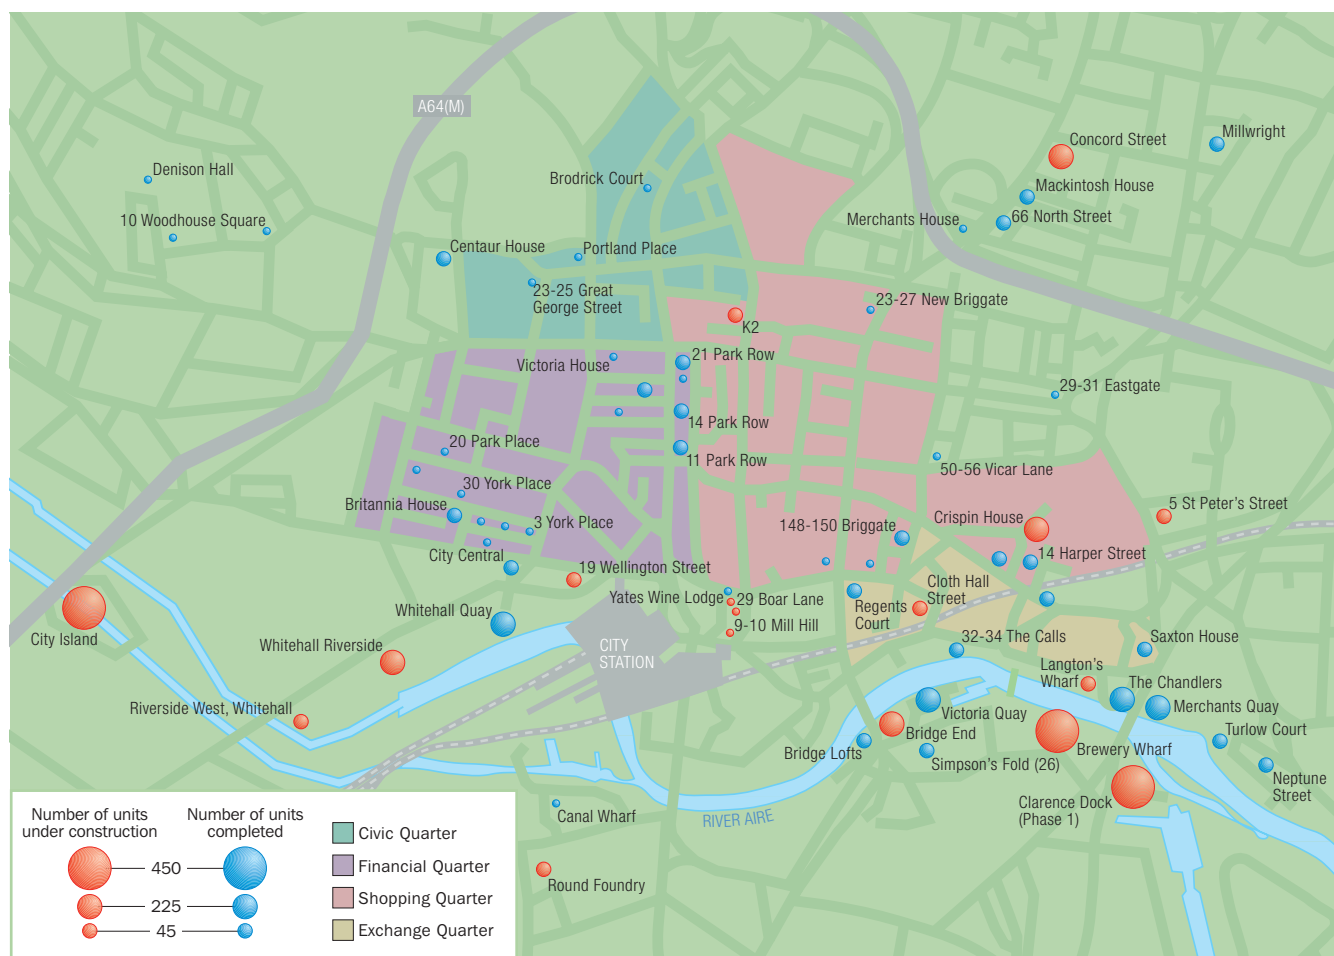 A64(M)
Concord Street
Millwright
Denison Hall
Brodrick Court
Mackintosh House
10 Woodhouse Square
Merchants House
66 North Street
Centaur House
Portland Place
23-25 Great
George Street
23-27 New Briggate
K2
Victoria House
21 Park Row
29-31 Eastgate
14 Park Row
20 Park Place
11 Park Row
50-56 Vicar Lane
30 York Place
Britannia House
3 York Place
148-150 Briggate
Crispin House
5 St Peter's Street
City Central
14 Harper Street
19 Wellington Street
Cloth Hall
Street
Yates Wine Lodge
29 Boar Lane
Regents
Court
Whitehall Quay
9-10 Mill Hill
City Island
Whitehall Riverside
CITY
STATION
32-34 The Calls
Saxton House
Langton's
Wharf
The Chandlers
Riverside West, Whitehall
Victoria Quay
Merchants Quay
Bridge End
Turlow Court
Bridge Lofts
Brewery Wharf
Simpson's Fold (26)
Neptune
Street
Clarence Dock
(Phase 1)
Canal Wharf
RIVER AIRE
Round Foundry
Number of units
under construction
Number of units
completed
450
225
45
Civic Quarter
Financial Quarter
Shopping Quarter
Exchange Quarter